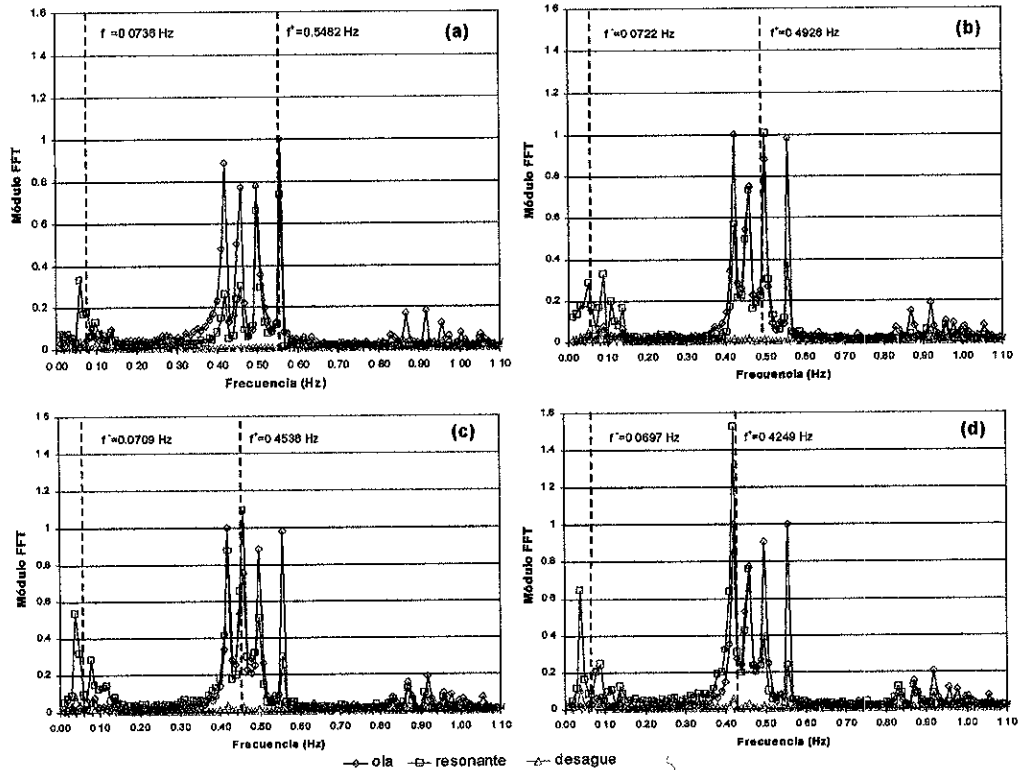 f⁻=0.0738 Hz
f⁺=0.5482 Hz
(a)
Módulo FFT
1.6
1.4
1.2
1
0.8
0.6
0.4
0.2
0
0.00 0.10 0.20 0.30 0.40 0.50 0.60 0.70 0.80 0.90 1.00 1.10
Frecuencia (Hz)
f⁻=0.0722 Hz
f⁺=0.4928 Hz
(b)
Módulo FFT
1.6
1.4
1.2
1
0.8
0.6
0.4
0.2
0
0.00 0.10 0.20 0.30 0.40 0.50 0.60 0.70 0.80 0.90 1.00 1.10
Frecuencia (Hz)
f⁻=0.0709 Hz
f⁺=0.4538 Hz
(c)
Módulo FFT
1.6
1.4
1.2
1
0.8
0.6
0.4
0.2
0
0.00 0.10 0.20 0.30 0.40 0.50 0.60 0.70 0.80 0.90 1.00 1.10
Frecuencia (Hz)
f⁻=0.0697 Hz
f⁺=0.4249 Hz
(d)
Módulo FFT
1.6
1.4
1.2
1
0.8
0.6
0.4
0.2
0
0.00 0.10 0.20 0.30 0.40 0.50 0.60 0.70 0.80 0.90 1.00 1.10
Frecuencia (Hz)
ola resonante desague